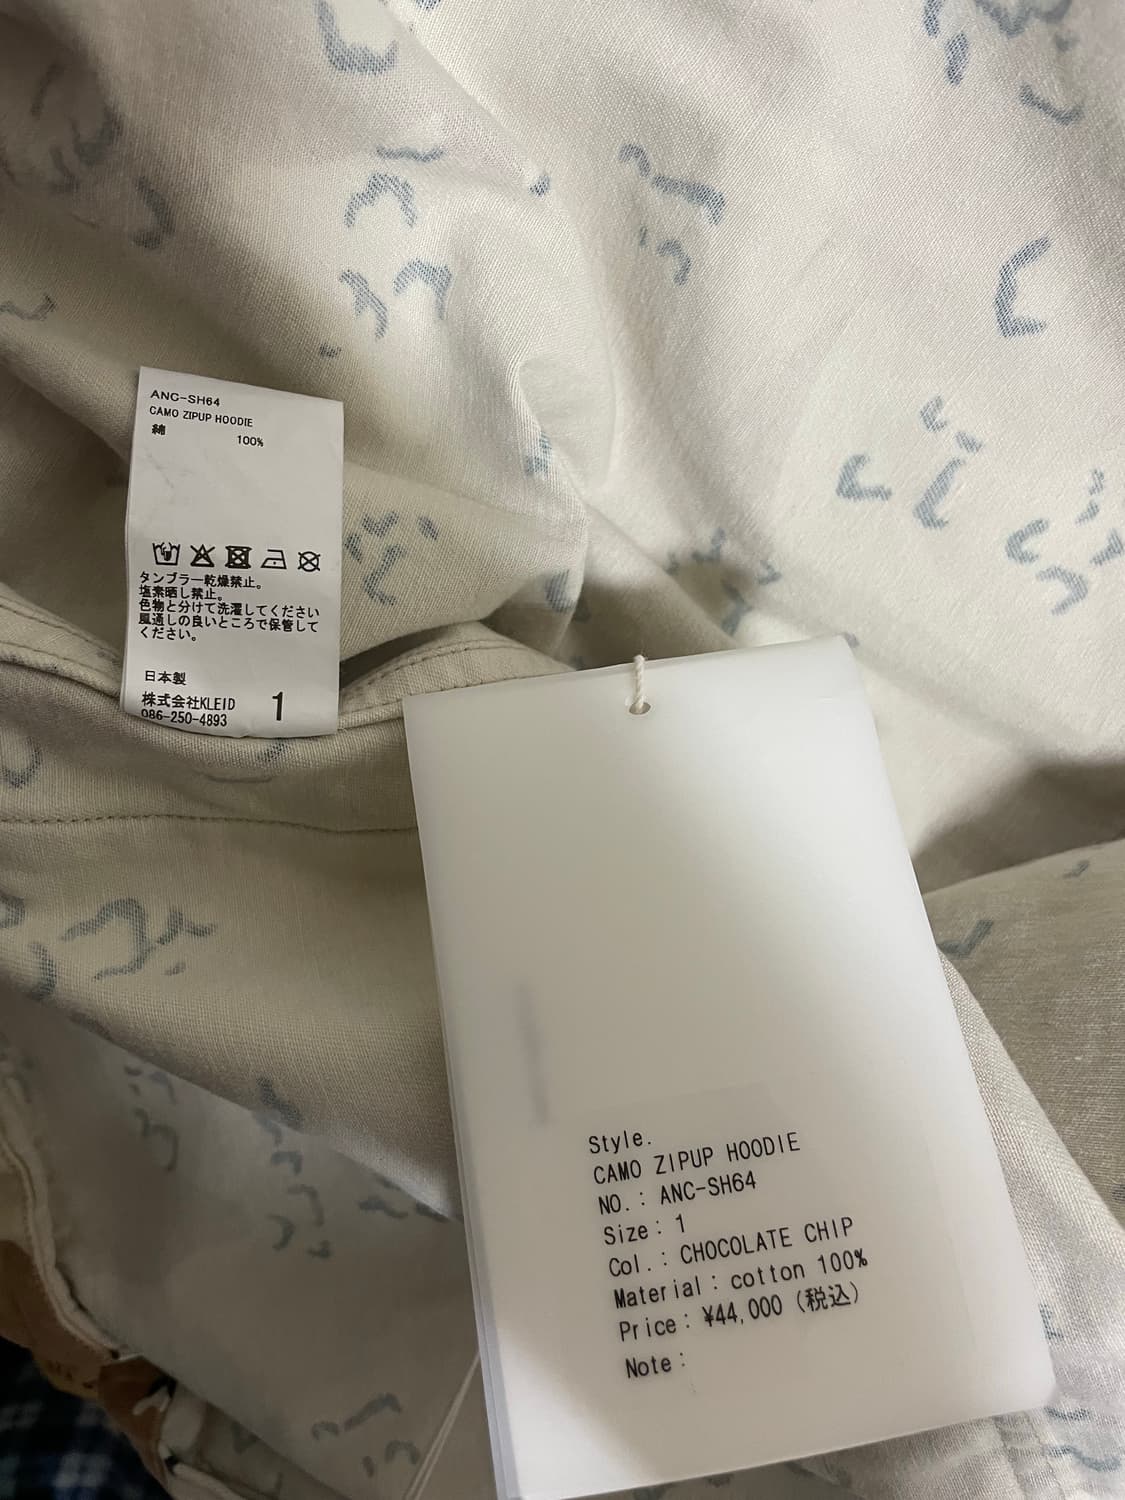 ANC-SH64
CAMO ZIPUP HOODIE
綿 100%
タンブラー乾燥禁止。
塩素晒し禁止。
色物と分けて洗濯してください
風通しの良いところで保管して
ください。
日本製
株式会社KLEID
086-250-4893
1
Style.
CAMO ZIPUP HOODIE
NO.: ANC-SH64
Size: 1
Col.: CHOCOLATE CHIP
Material: cotton 100%
Price: ¥44,000 (税込)
Note: